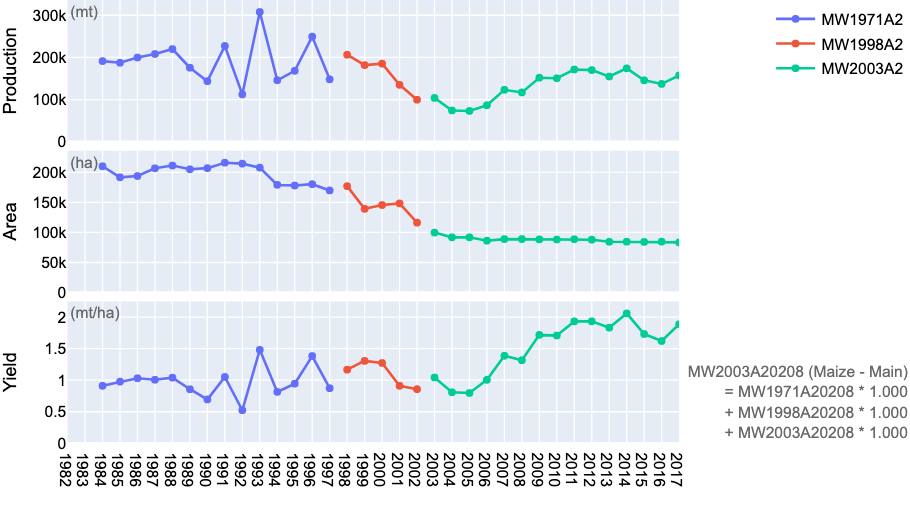 Production
(mt)
300k
200k
100k
0
MW1971A2
MW1998A2
MW2003A2
Area
(ha)
200k
150k
100k
50k
0
Yield
(mt/ha)
2
1.5
1
0.5
0
MW2003A20208 (Maize - Main)
= MW1971A20208 * 1.000
+ MW1998A20208 * 1.000
+ MW2003A20208 * 1.000
1982
1983
1984
1985
1986
1987
1988
1989
1990
1991
1992
1993
1994
1995
1996
1997
1998
1999
2000
2001
2002
2003
2004
2005
2006
2007
2008
2009
2010
2011
2012
2013
2014
2015
2016
2017